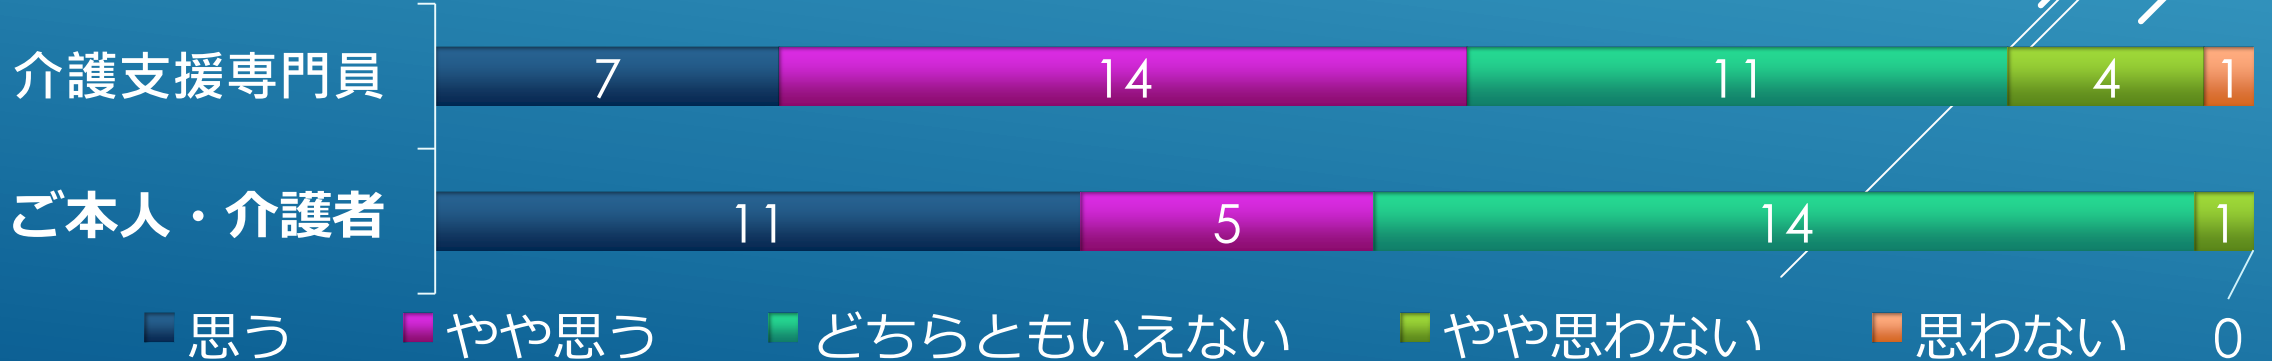 介護支援専門員 7 14 11 4 1
ご本人・介護者 11 5 14 1
思う やや思う どちらともいえない やや思わない 思わない 0